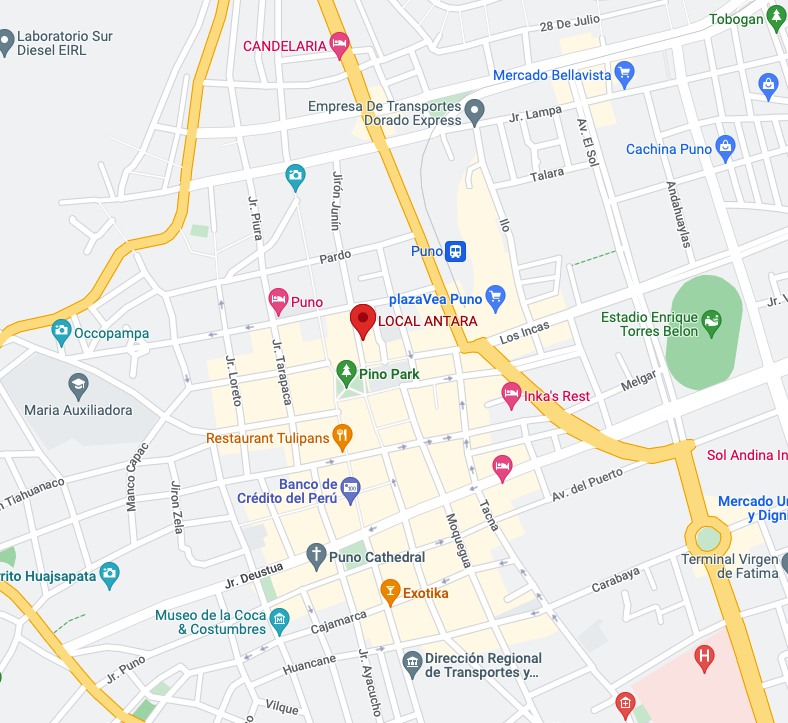 28 De Julio
Tobogan
Laboratorio Sur
Diesel EIRL
CANDELARIA
Mercado Bellavista
Empresa De Transportes
Dorado Express
Jr. Lampa
Av. El Sol
Cachina Puno
Talara
Jirón Junín
Jr. Piura
Andahuaylas
Ilo
Pardo
Puno
plazaVea Puno
Puno
LOCAL ANTARA
Estadio Enrique
Torres Belon
Jr. V
Occopampa
Los Incas
Jr. Loreto
Jr. Tarapaca
Pino Park
Melgar
Maria Auxiliadora
Inka's Rest
Restaurant Tulipans
Manco Capac
Sol Andina In
n Tiahuanaco
Jiron Zela
Banco de
Crédito del Perú
Av. del Puerto
Tacna
Moquegua
Mercado Un
y Digni
Puno Cathedral
Terminal Virgen
de Fatima
rito Huajsapata
Jr. Deustua
Carabaya
Exotika
Museo de la Coca
& Costumbres
Cajamarca
Jr. Puno
Huancane
Jr. Ayacucho
Dirección Regional
de Transportes y...
H
Vilque